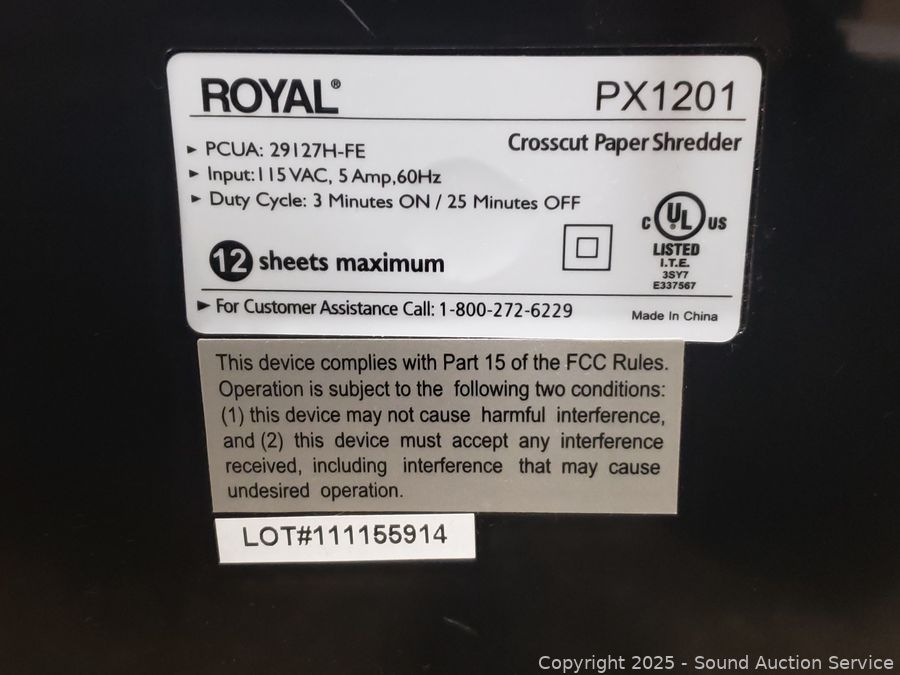 ROYAL® PX1201
Crosscut Paper Shredder
► PCUA: 29127H-FE
► Input:115 VAC, 5 Amp,60Hz
► Duty Cycle: 3 Minutes ON / 25 Minutes OFF
12 sheets maximum
C UL US
LISTED
I.T.E.
3SY7
E337567
► For Customer Assistance Call: 1-800-272-6229
Made In China
This device complies with Part 15 of the FCC Rules.
Operation is subject to the following two conditions:
(1) this device may not cause harmful interference,
and (2) this device must accept any interference
received, including interference that may cause
undesired operation.
LOT#111155914
Copyright 2025 - Sound Auction Service